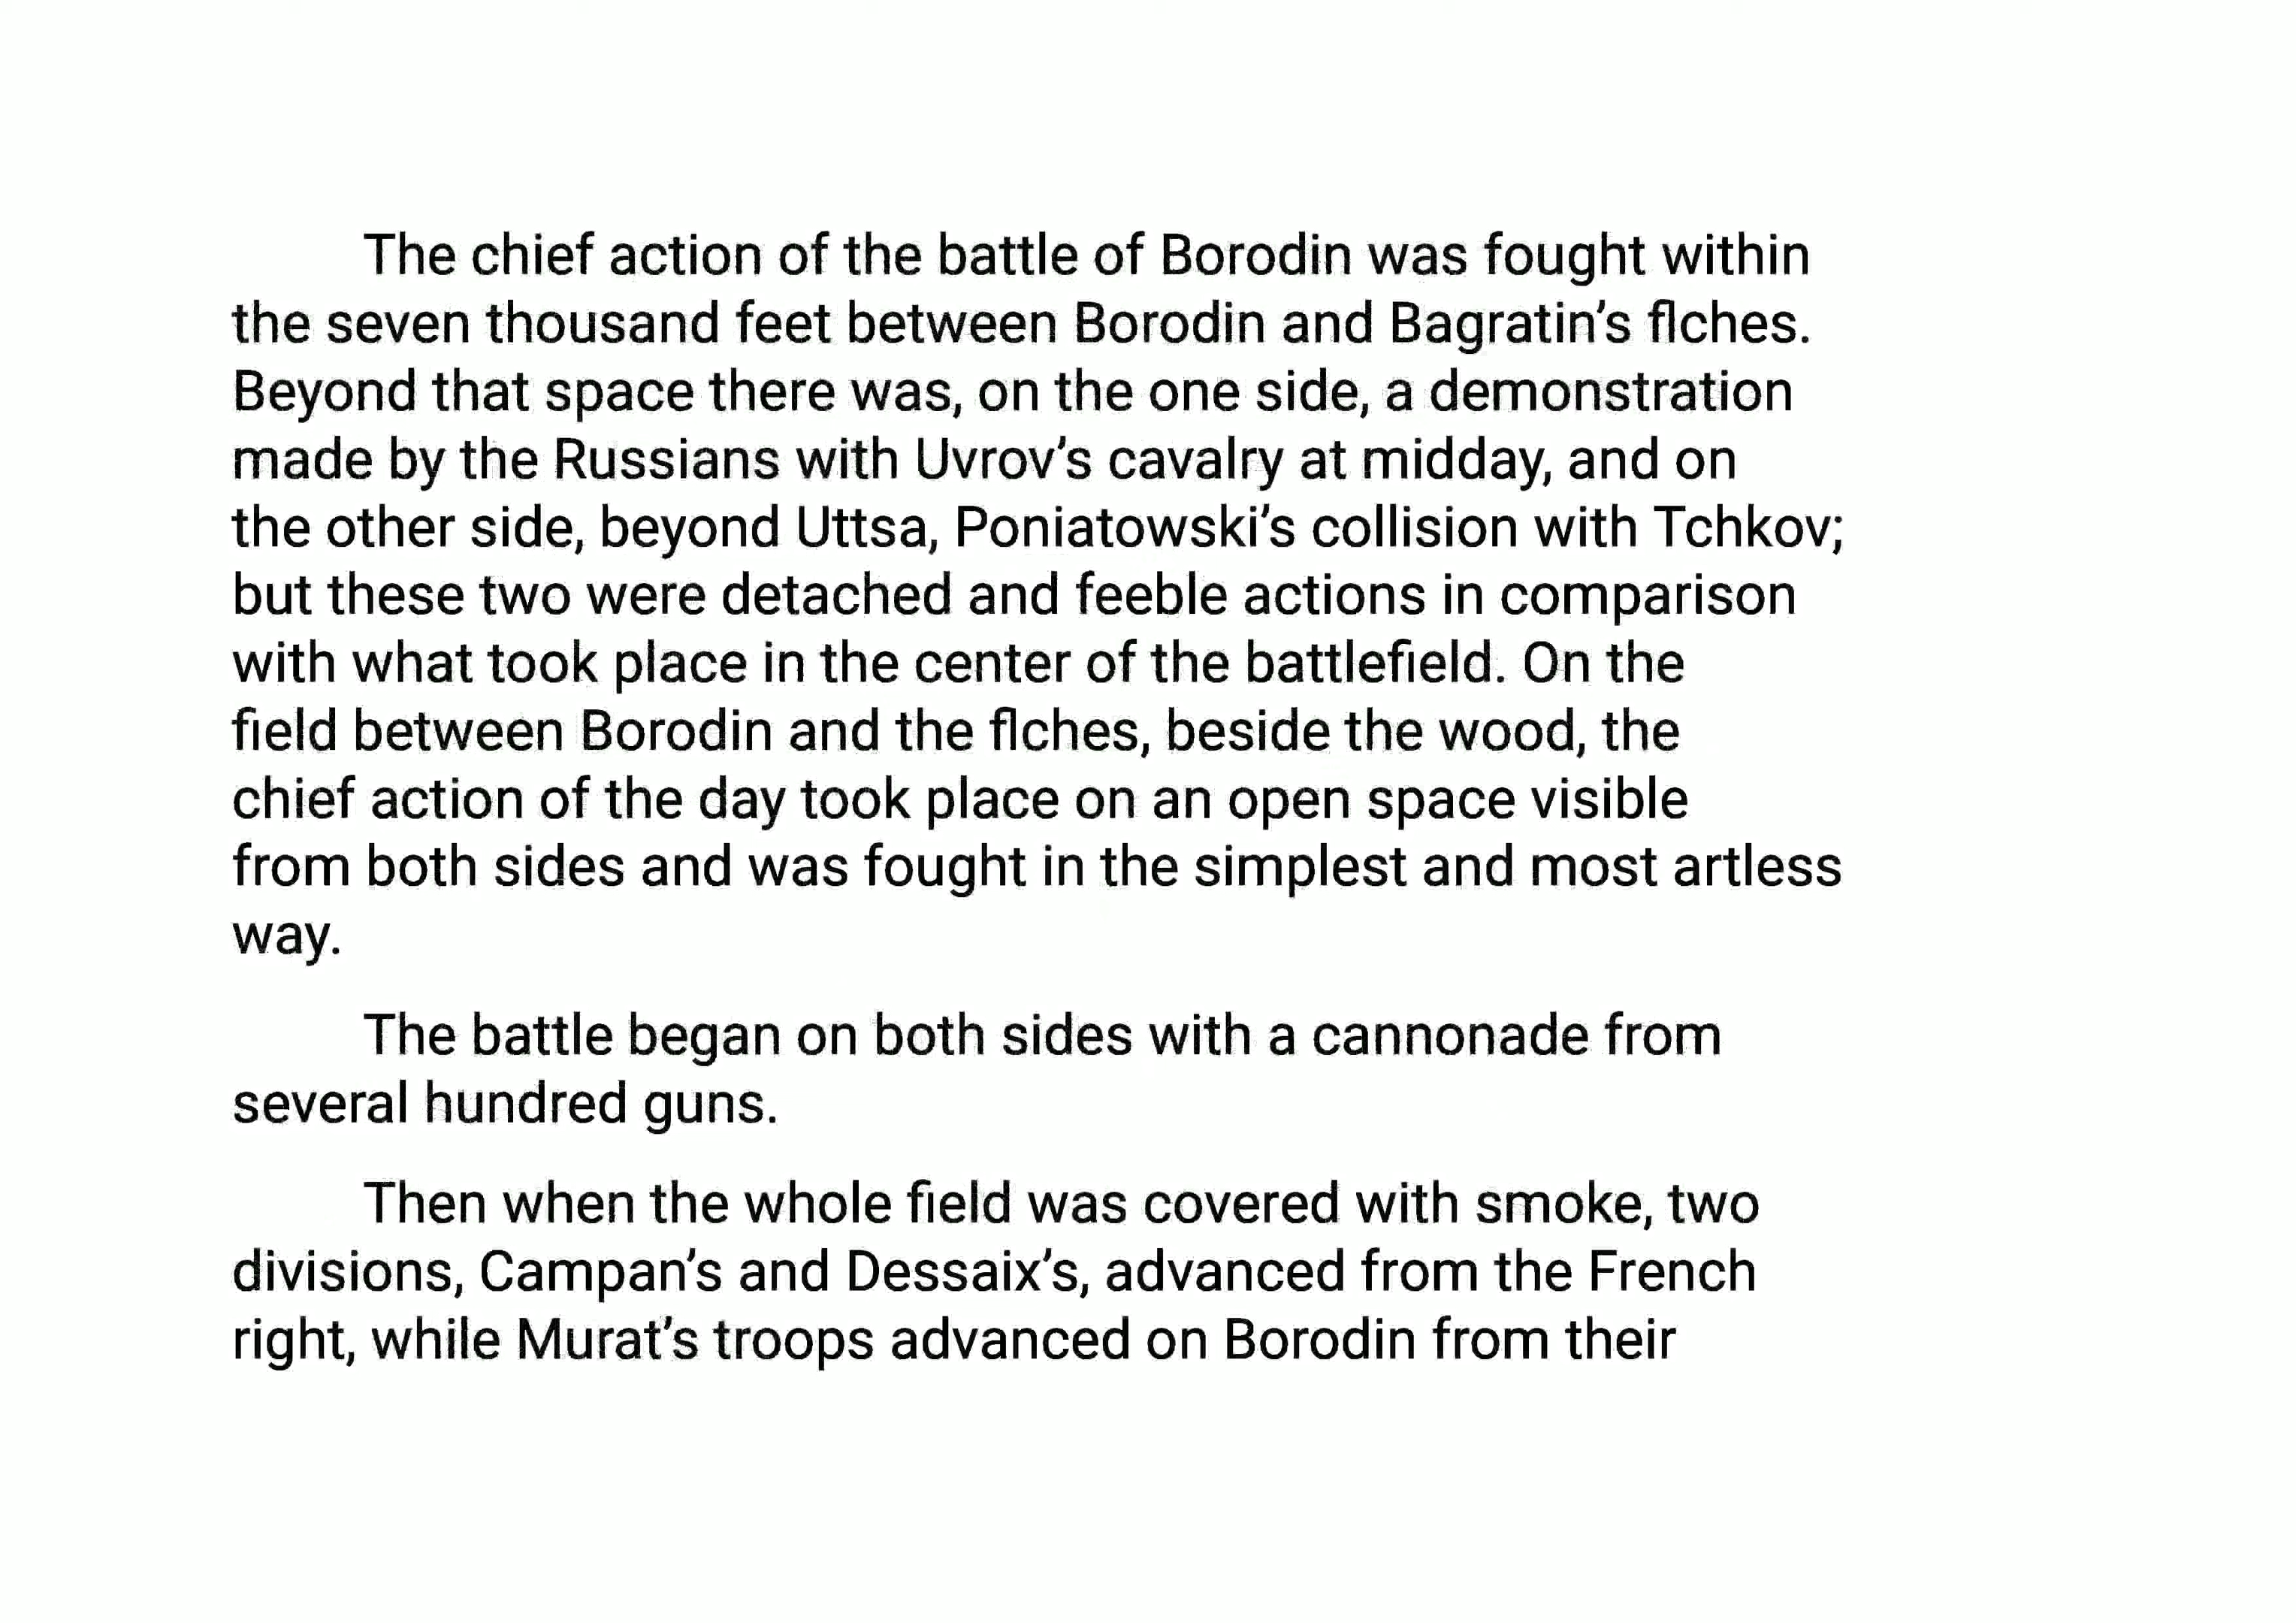 The chief action of the battle of Borodin was fought within
the seven thousand feet between Borodin and Bagratin’s flches.
Beyond that space there was, on the one side, a demonstration
made by the Russians with Uvrov’s cavalry at midday, and on
the other side, beyond Uttsa, Poniatowski’s collision with Tchkov;
but these two were detached and feeble actions in comparison
with what took place in the center of the battlefield. On the
field between Borodin and the flches, beside the wood, the
chief action of the day took place on an open space visible
from both sides and was fought in the simplest and most artless
way.
The battle began on both sides with a cannonade from
several hundred guns.
Then when the whole field was covered with smoke, two
divisions, Campan’s and Dessaix’s, advanced from the French
right, while Murat’s troops advanced on Borodin from their